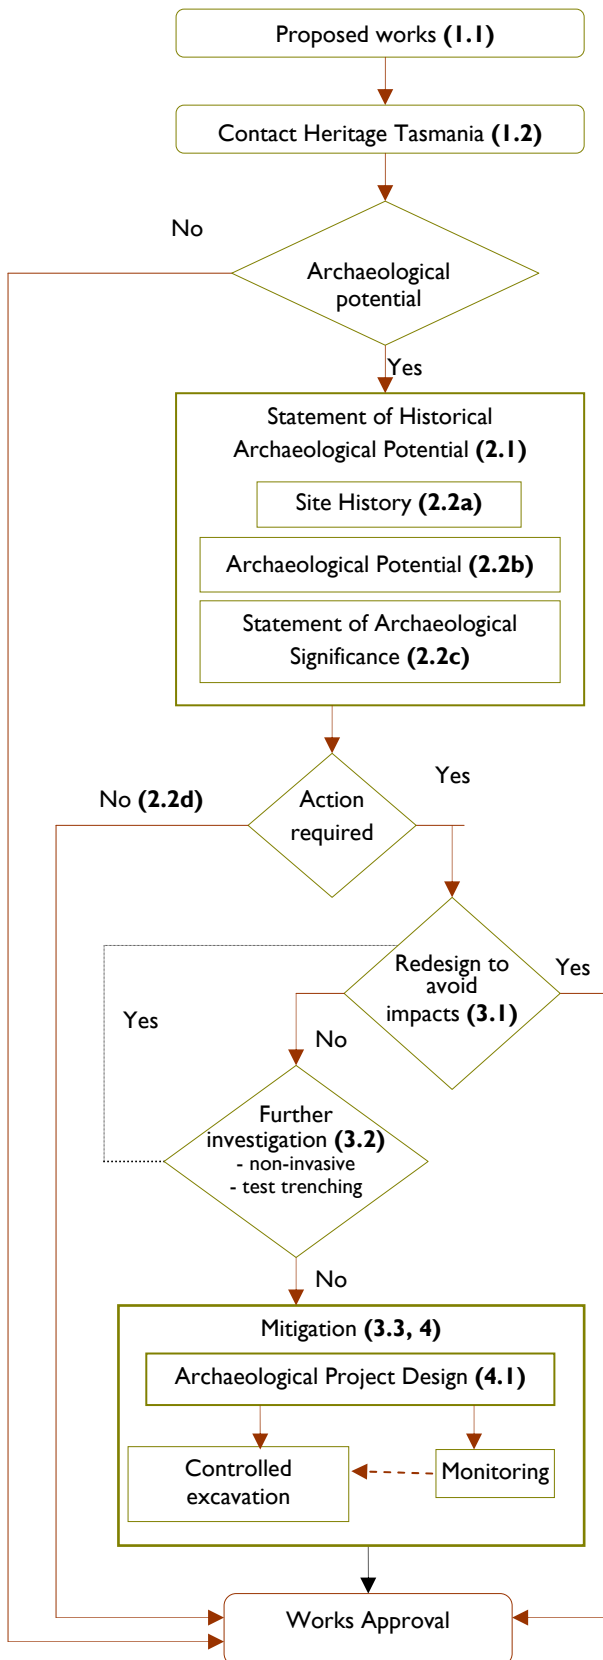 Proposed works (1.1)
Contact Heritage Tasmania (1.2)
No
Archaeological
potential
Yes
Statement of Historical
Archaeological Potential (2.1)
Site History (2.2a)
Archaeological Potential (2.2b)
Statement of Archaeological
Significance (2.2c)
Yes
No (2.2d)
Action
required
Redesign to
avoid
impacts (3.1)
Yes
Yes
No
Further
investigation (3.2)
- non-invasive
- test trenching
No
Mitigation (3.3, 4)
Archaeological Project Design (4.1)
Controlled
excavation
Monitoring
Works Approval